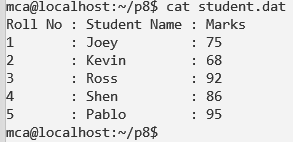 mca@localhost:~/p8$ cat student.dat
Roll No : Student Name : Marks
1       : Joey         : 75
2       : Kevin        : 68
3       : Ross         : 92
4       : Shen         : 86
5       : Pablo        : 95
mca@localhost:~/p8$